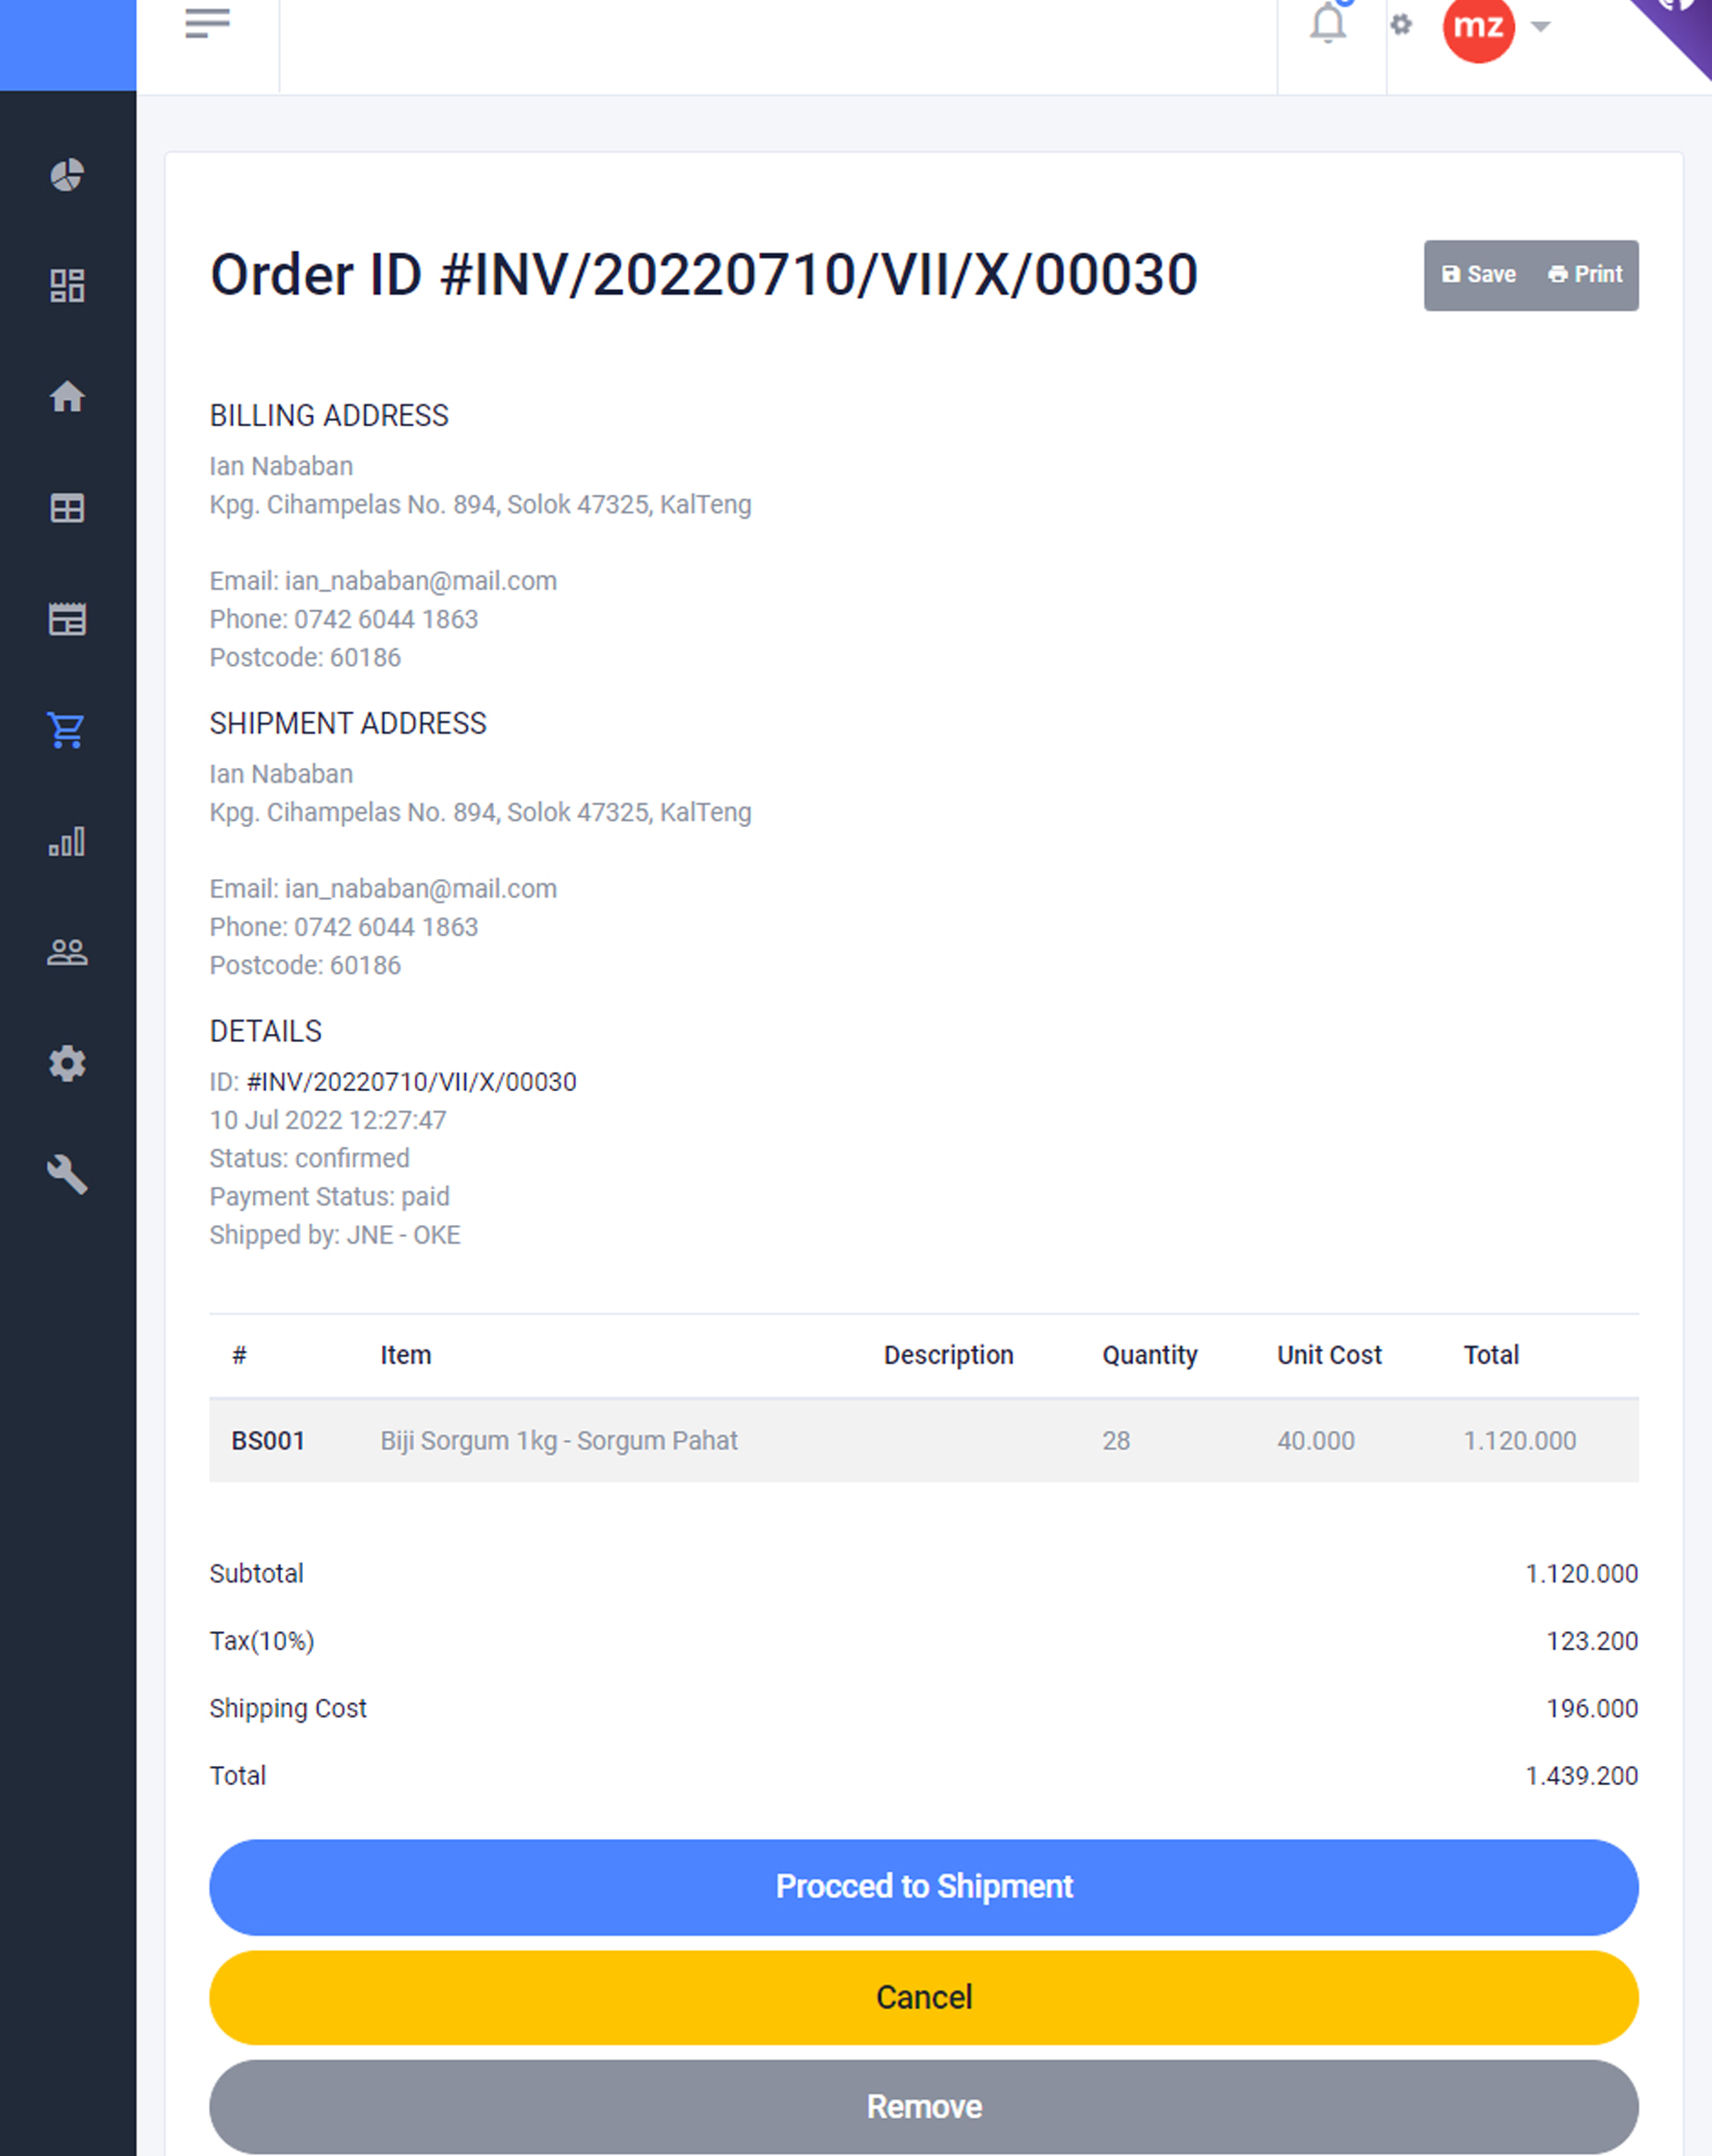 mz
Order ID #INV/20220710/VII/X/00030
Save Print
BILLING ADDRESS
Ian Nababan
Kpg. Cihampelas No. 894, Solok 47325, KalTeng
Email: ian_nababan@mail.com
Phone: 0742 6044 1863
Postcode: 60186
SHIPMENT ADDRESS
Ian Nababan
Kpg. Cihampelas No. 894, Solok 47325, KalTeng
Email: ian_nababan@mail.com
Phone: 0742 6044 1863
Postcode: 60186
DETAILS
ID: #INV/20220710/VII/X/00030
10 Jul 2022 12:27:47
Status: confirmed
Payment Status: paid
Shipped by: JNE - OKE
# Item Description Quantity Unit Cost Total
BS001 Biji Sorgum 1kg - Sorgum Pahat 28 40.000 1.120.000
Subtotal 1.120.000
Tax(10%) 123.200
Shipping Cost 196.000
Total 1.439.200
Procced to Shipment
Cancel
Remove